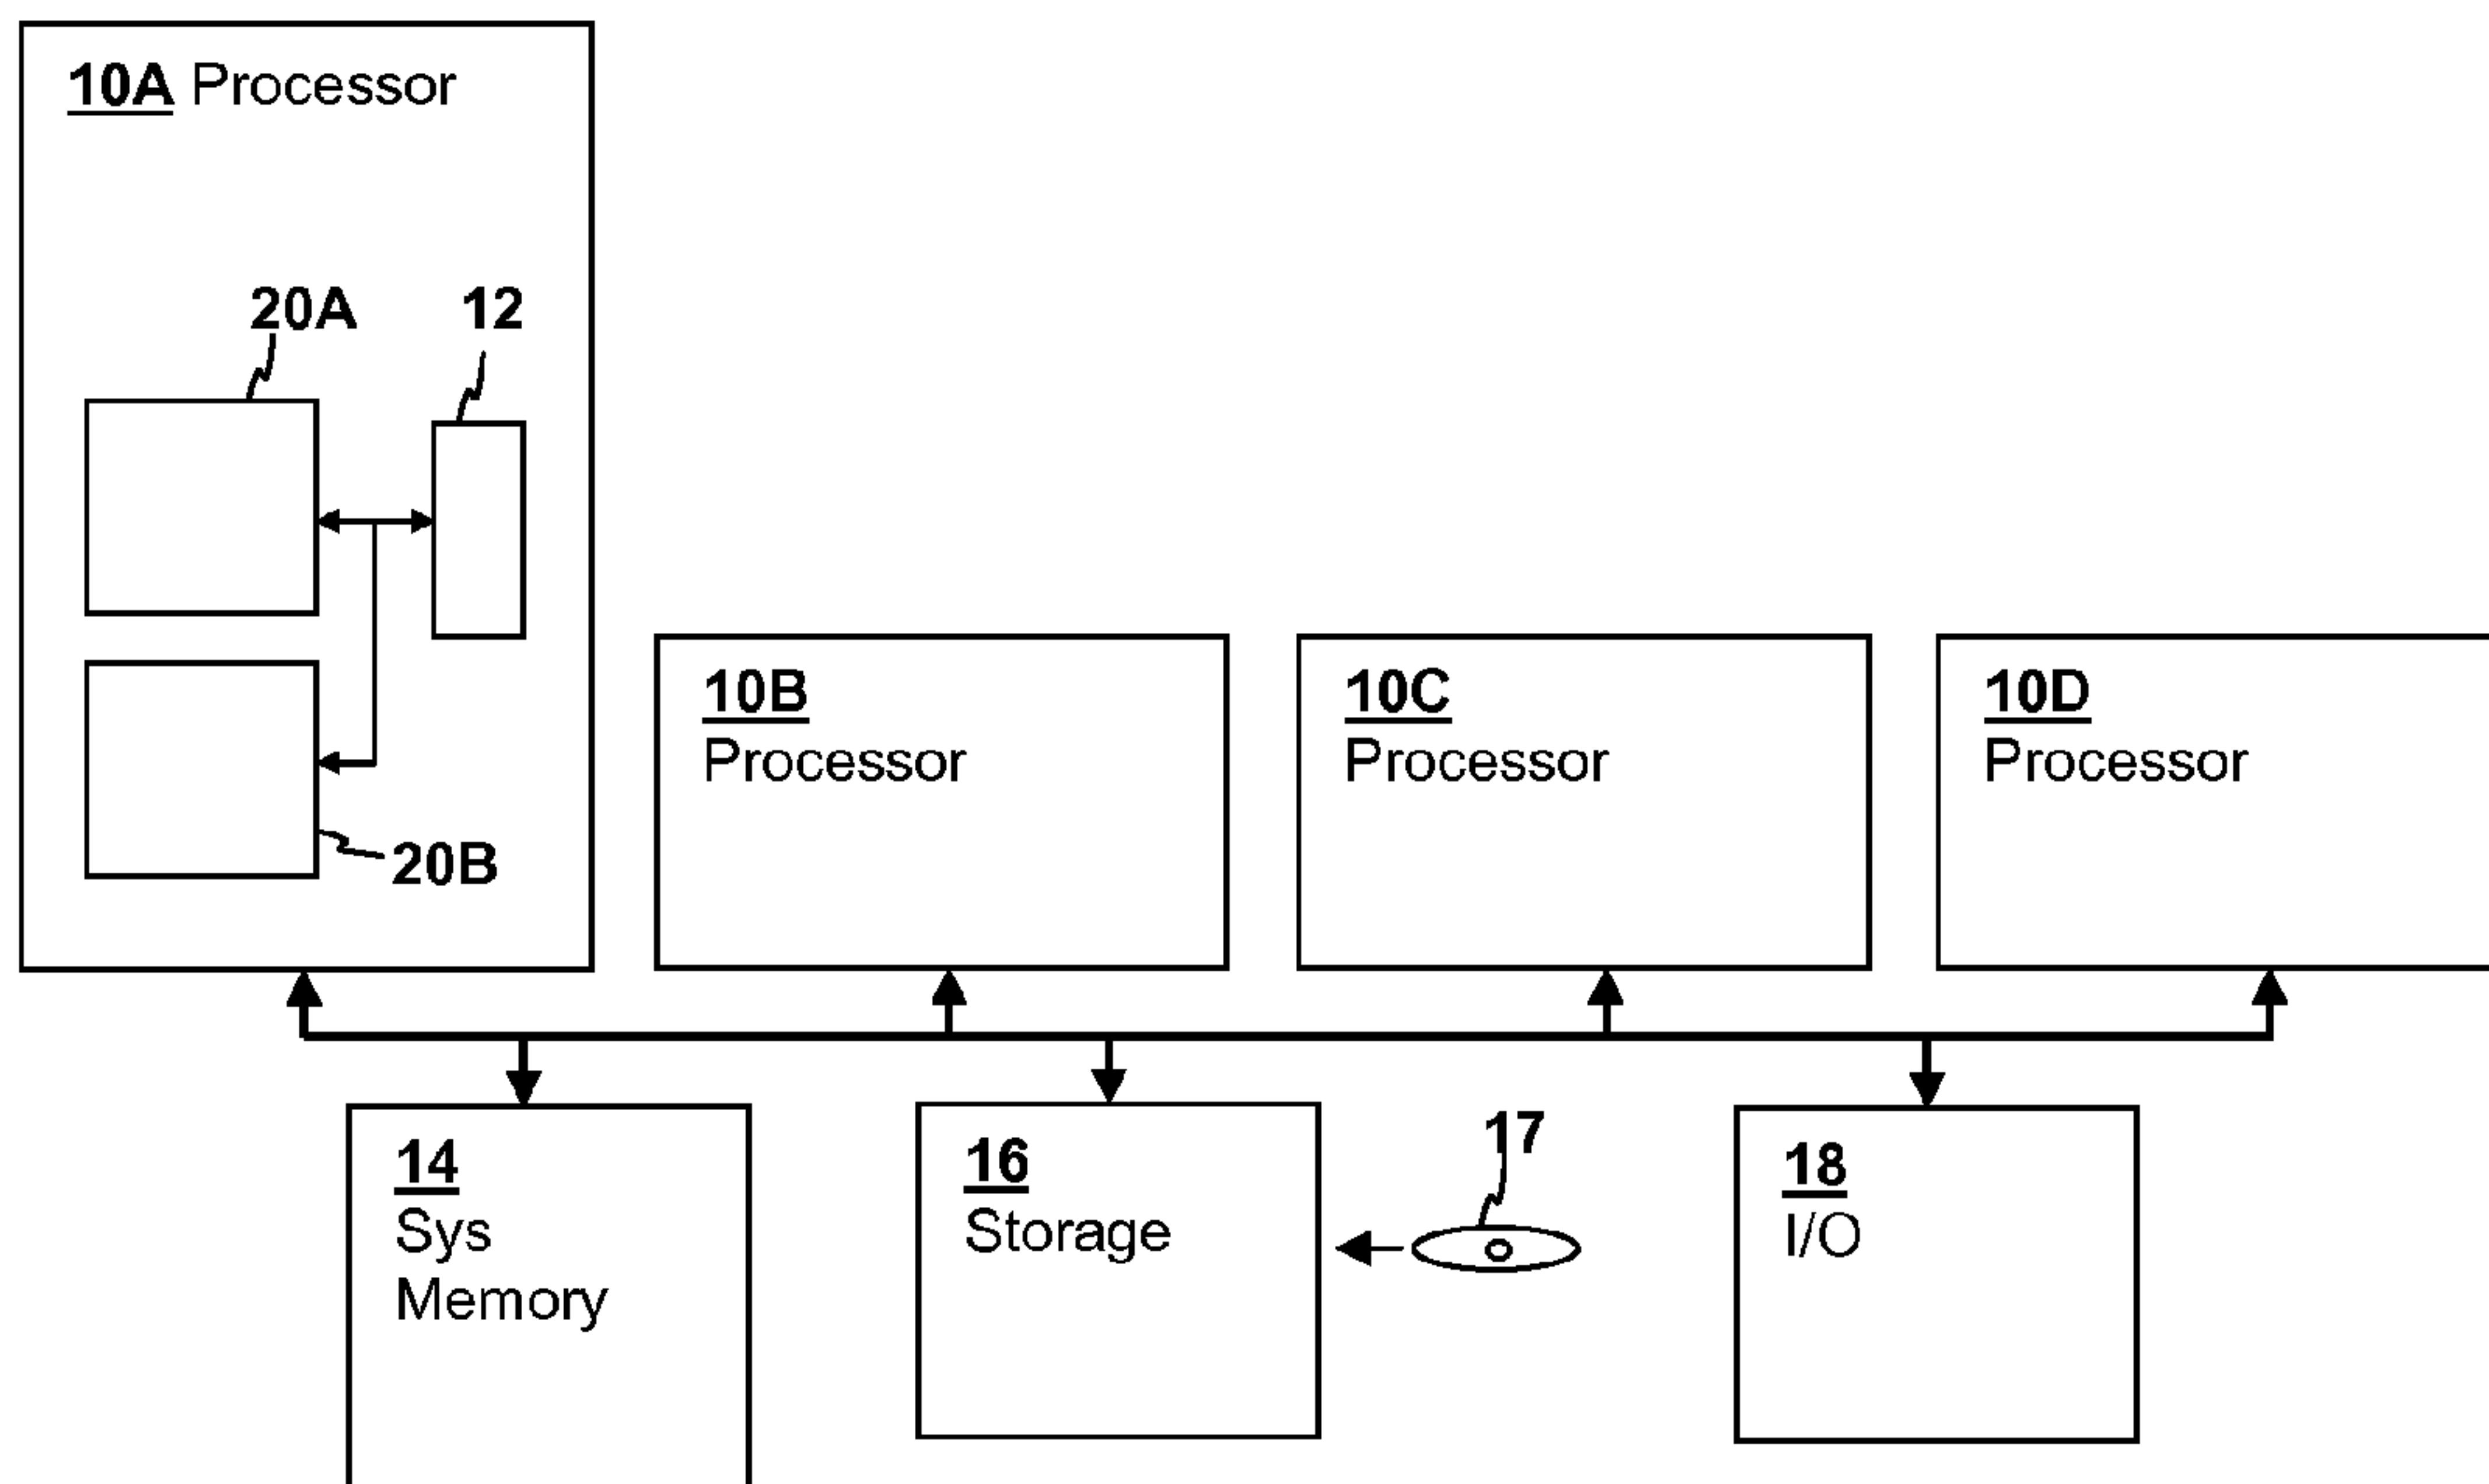 10A Processor
20A
12
20B
10B
Processor
10C
Processor
10D
Processor
14
Sys
Memory
16
Storage
17
18
I/O